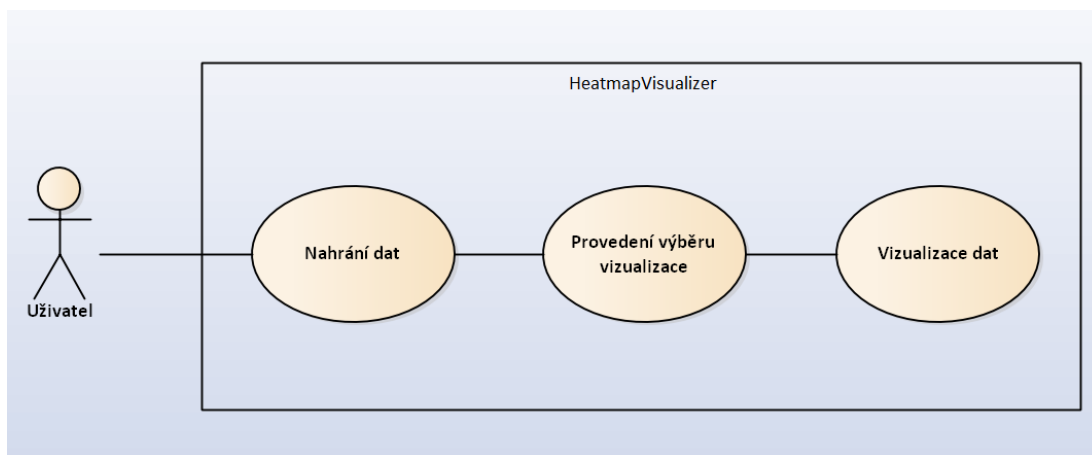 HeatmapVisualizer
Uživatel
Nahrání dat
Provedení výběru
vizualizace
Vizualizace dat